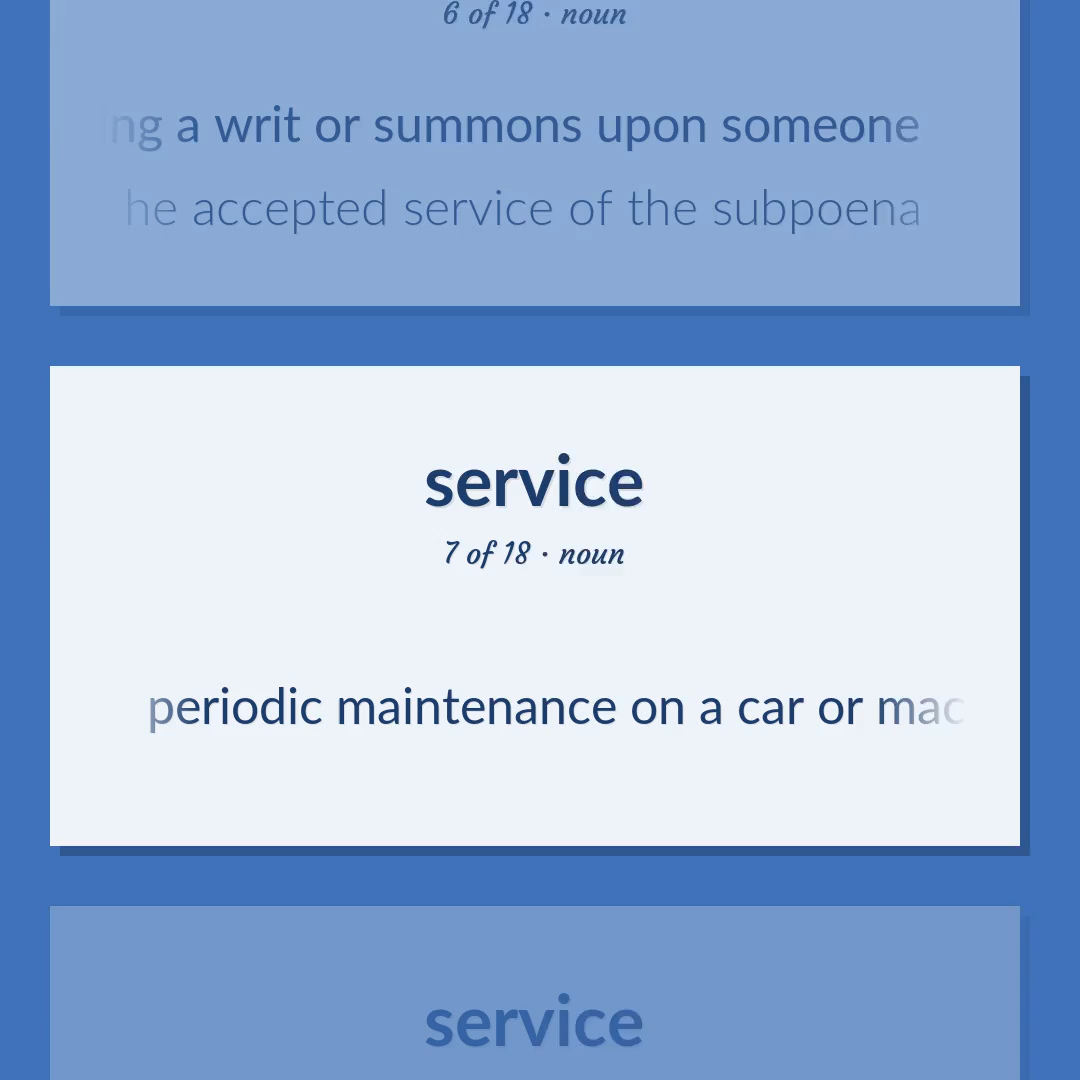 6 of 18 · noun
a writ or summons upon someone
he accepted service of the subpoena
service
7 of 18 · noun
periodic maintenance on a car or
service